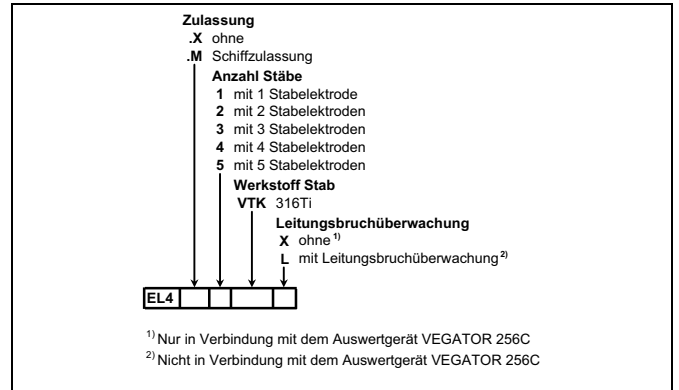 Zulassung
.X ohne
.M Schiffzulassung
Anzahl Stäbe
1 mit 1 Stabelektrode
2 mit 2 Stabelektroden
3 mit 3 Stabelektroden
4 mit 4 Stabelektroden
5 mit 5 Stabelektroden
Werkstoff Stab
VTK 316Ti
Leitungsbruchüberwachung
X ohne 1)
L mit Leitungsbruchüberwachung 2)
EL4
1) Nur in Verbindung mit dem Auswertgerät VEGATOR 256C
2) Nicht in Verbindung mit dem Auswertgerät VEGATOR 256C